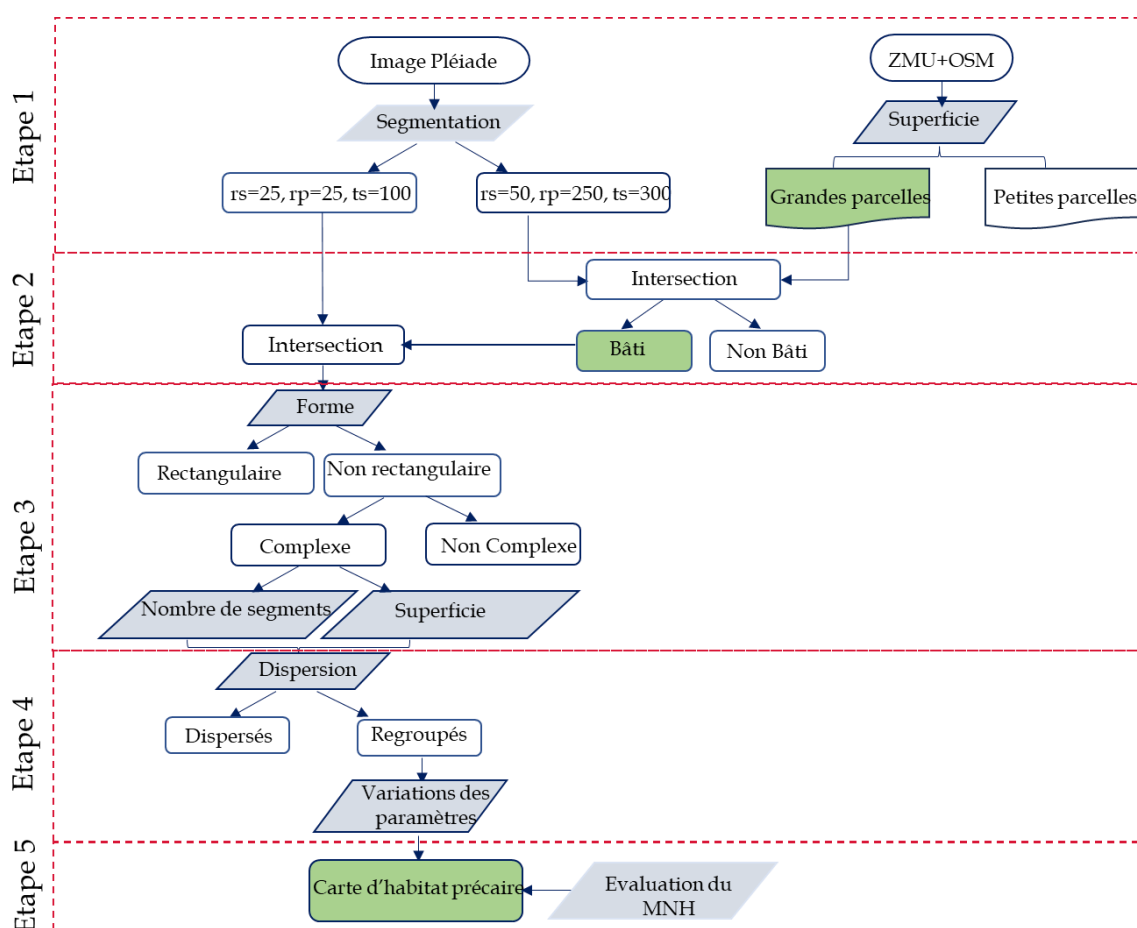 Etape 1
Image Pléiade
ZMU+OSM
Segmentation
Superficie
rs=25, rp=25, ts=100
rs=50, rp=250, ts=300
Grandes parcelles
Petites parcelles
Etape 2
Intersection
Intersection
Bâti
Non Bâti
Etape 3
Forme
Rectangulaire
Non rectangulaire
Complexe
Non Complexe
Nombre de segments
Superficie
Etape 4
Dispersion
Dispersés
Regroupés
Variations des
paramètres
Etape 5
Carte d'habitat précaire
Evaluation du
MNH